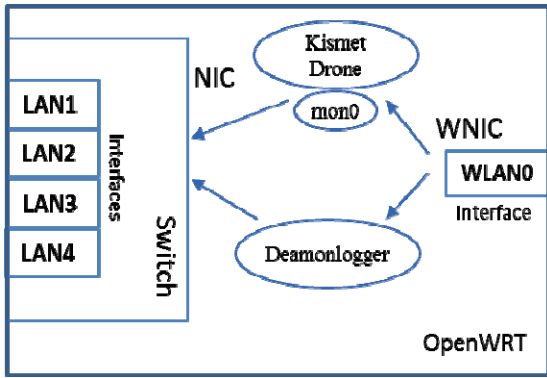 Kismet
Drone
mon0
NIC
WNIC
LAN1
LAN2
LAN3
LAN4
Interfaces
Switch
WLAN0
Interface
Deamonlogger
OpenWRT